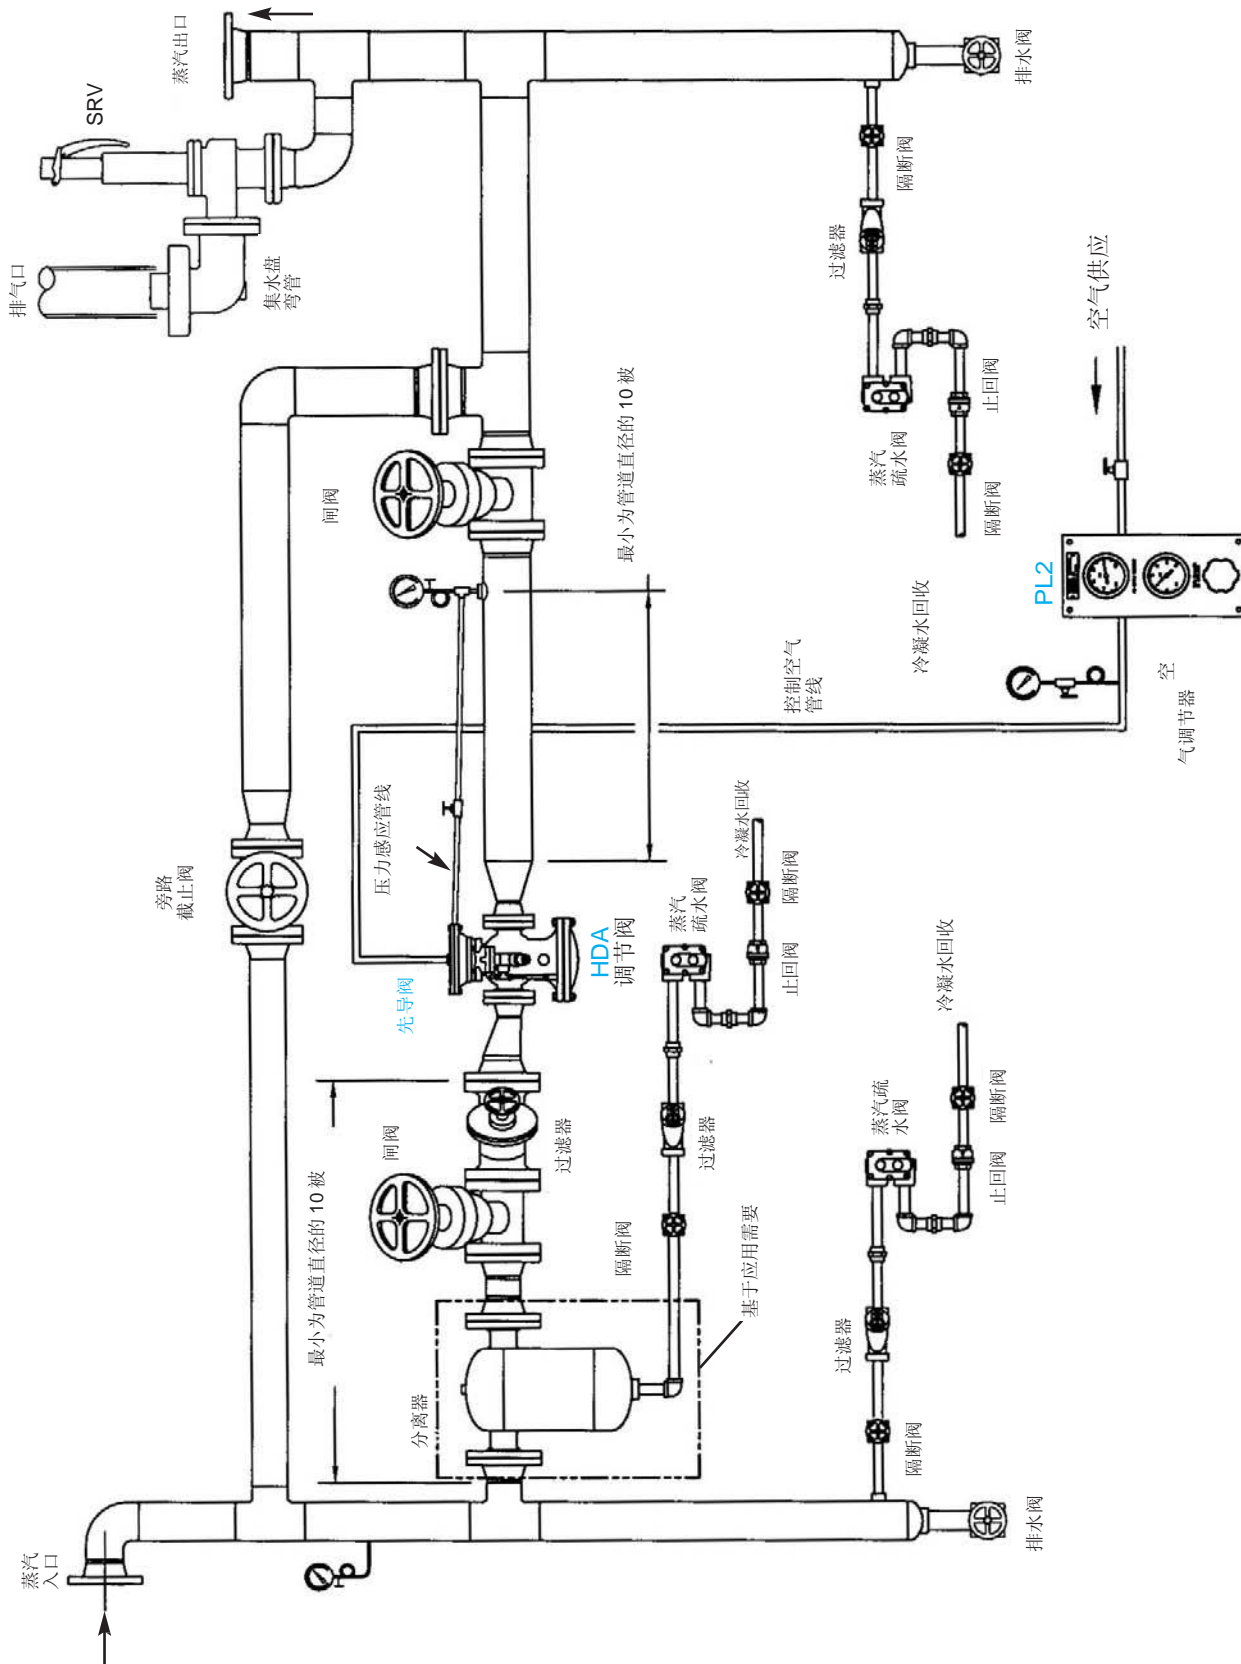 蒸汽
入口
蒸汽出口
排气口
SRV
集水盘
弯管
旁路
截止阀
闸阀
闸阀
最小为管道直径的 10 被
最小为管道直径的 10 被
分离器
过滤器
先导阀
压力感应管线
HDA
调节阀
控制空气
管线
基于应用需要
隔断阀
过滤器
蒸汽
疏水阀
止回阀
隔断阀
冷凝水回收
排水阀
隔断阀
过滤器
蒸汽疏
水阀
止回阀
隔断阀
冷凝水回收
排水阀
隔断阀
过滤器
蒸汽
疏水阀
止回阀
隔断阀
冷凝水回收
空气供应
PL2
空
气调节器